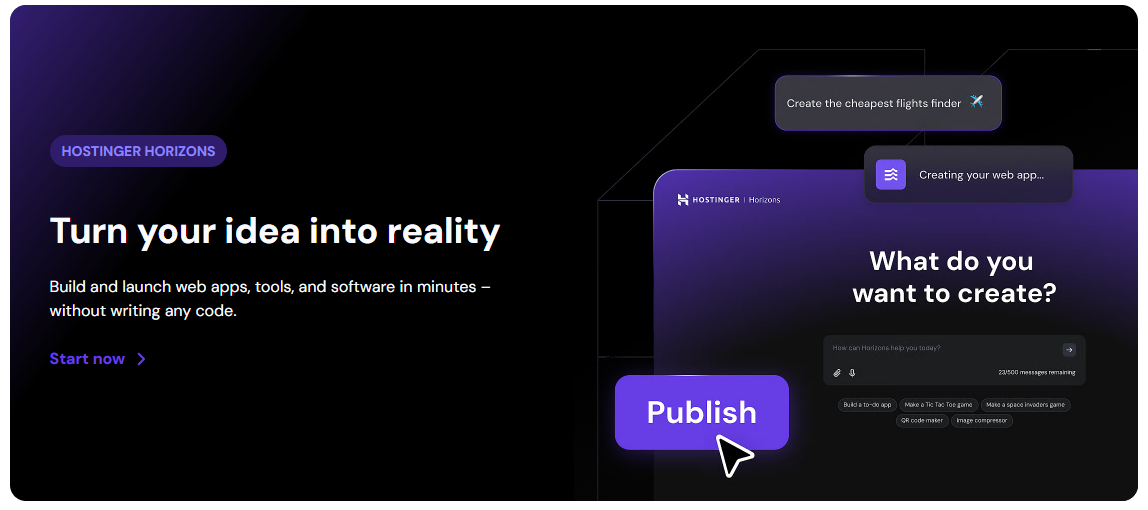 HOSTINGER HORIZONS
Turn your idea into reality
Build and launch web apps, tools, and software in minutes –
without writing any code.
Start now
Create the cheapest flights finder ✈️
Creating your web app...
HOSTINGER | Horizons
What do you
want to create?
How can Horizons help you today?
23/500 messages remaining
Build a to-do app
Make a Tic Tac Toe game
Make a space invaders game
QR code maker
Image compressor
Publish